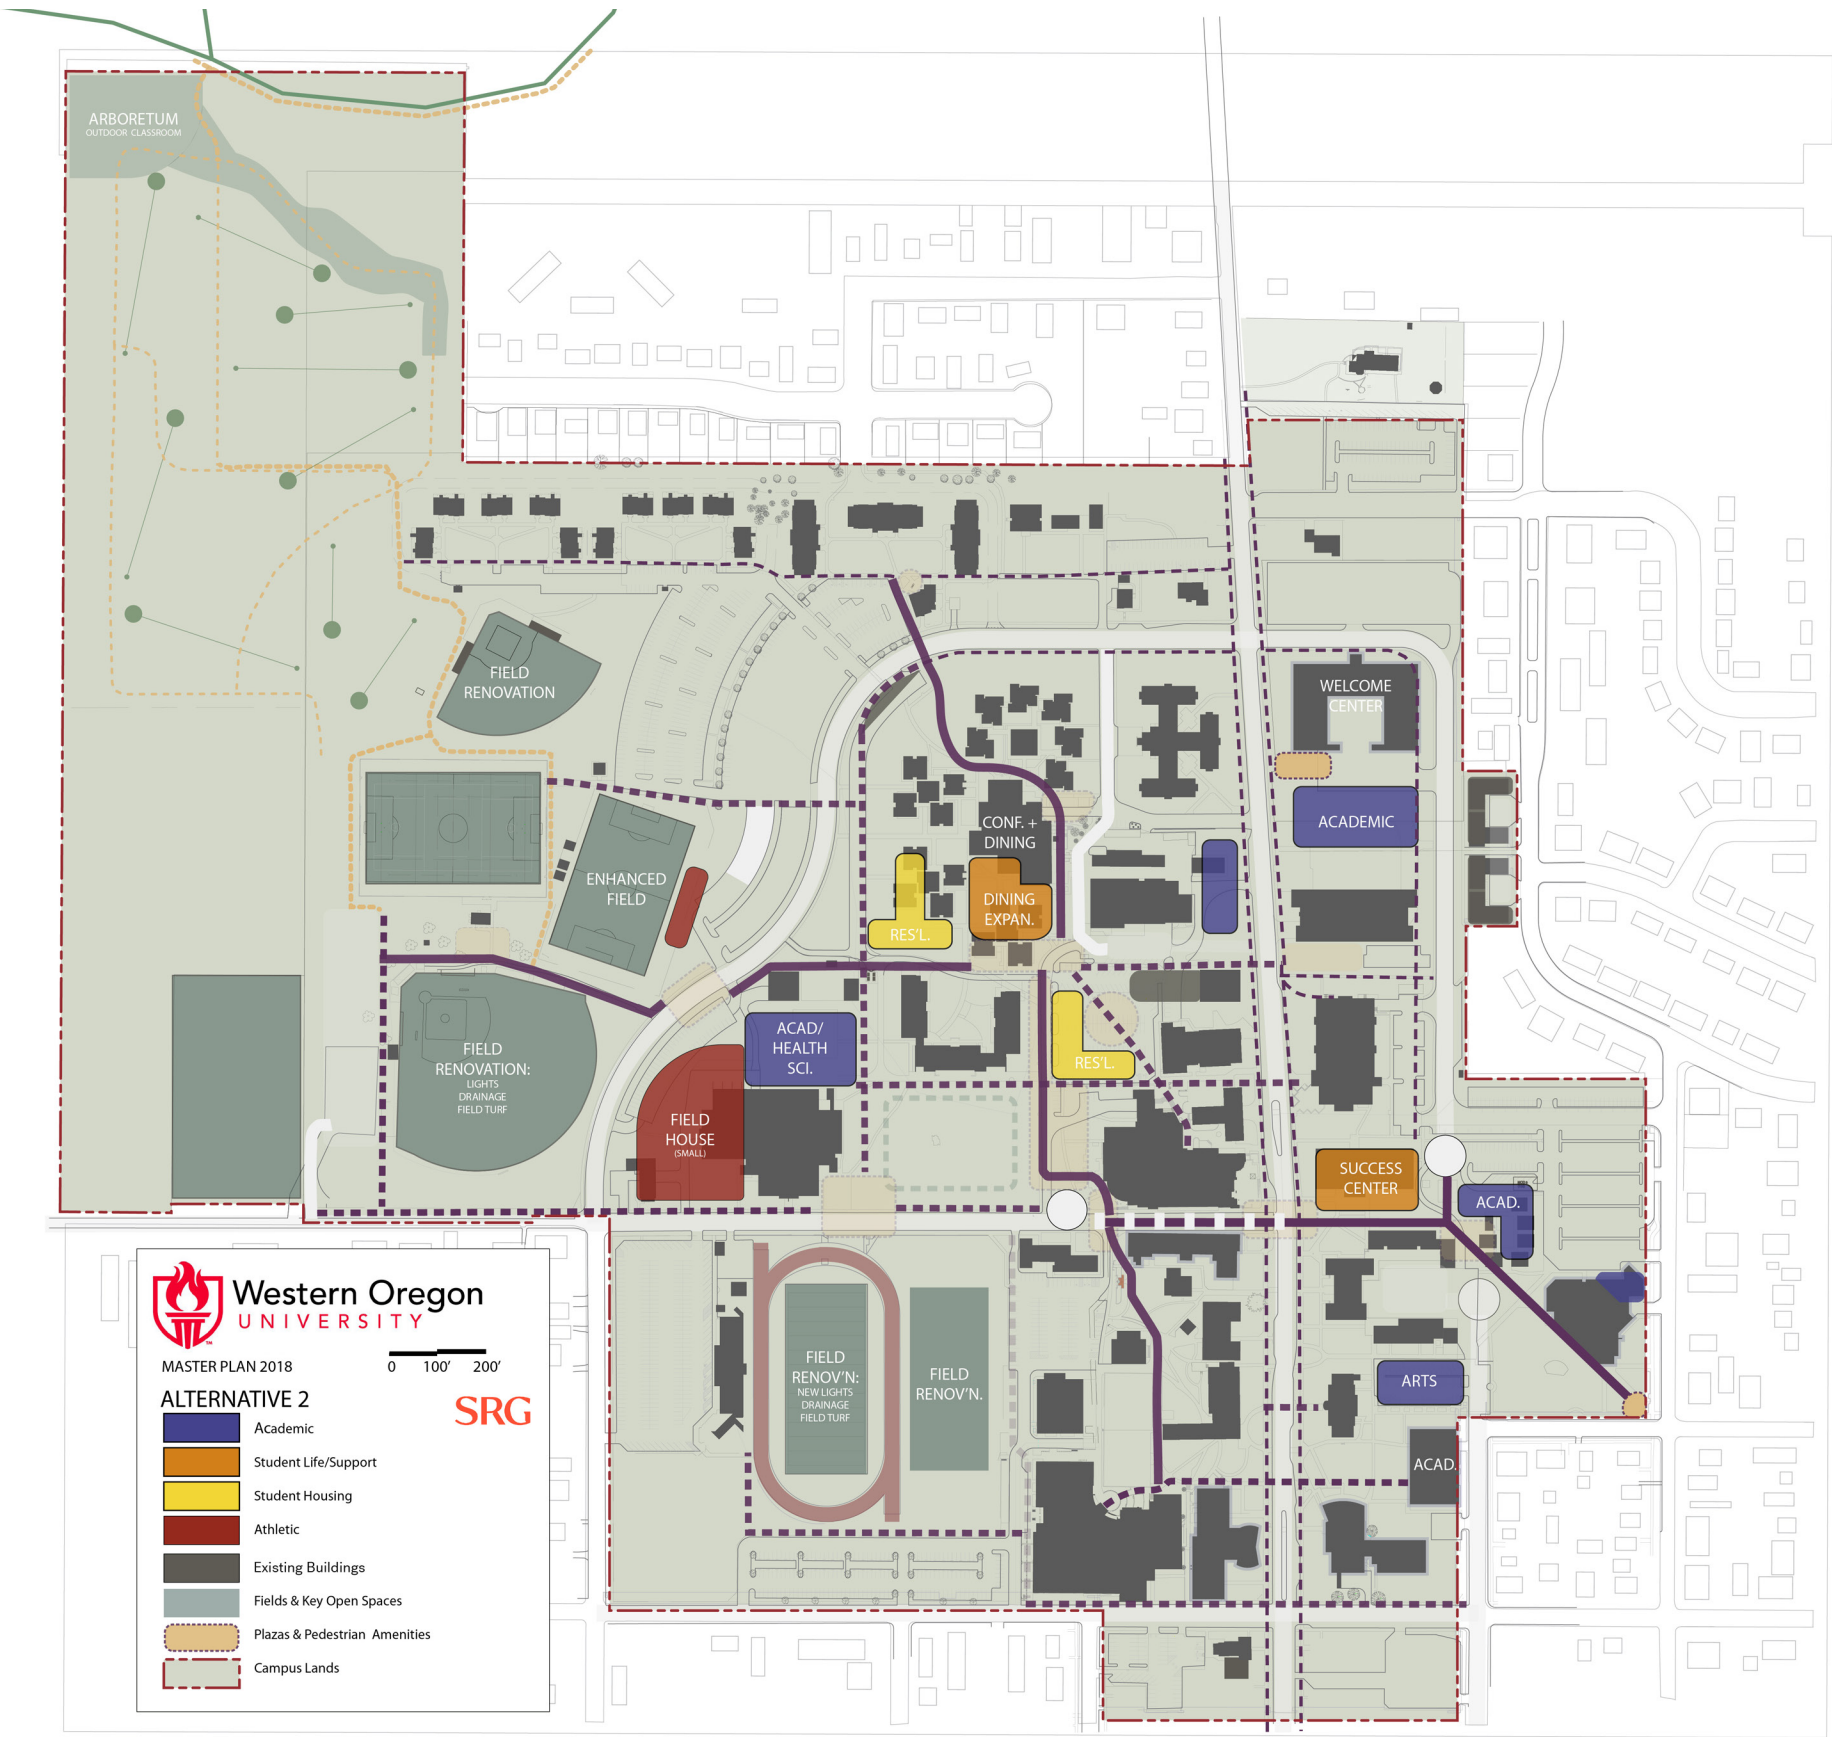 ARBORETUM
OUTDOOR CLASSROOM
FIELD
RENOVATION
WELCOME
CENTER
CONF. +
DINING
ACADEMIC
ENHANCED
FIELD
DINING
EXPAN.
RES'L.
ACAD/
HEALTH
SCI.
FIELD
RENOVATION:
LIGHTS
DRAINAGE
FIELD TURF
RES'L.
FIELD
HOUSE
(SMALL)
SUCCESS
CENTER
ACAD.
FIELD
RENOV'N:
NEW LIGHTS
DRAINAGE
FIELD TURF
FIELD
RENOV'N.
ARTS
ACAD.
Western Oregon
UNIVERSITY
TM
MASTER PLAN 2018
0 100' 200'
ALTERNATIVE 2
SRG
Academic
Student Life/Support
Student Housing
Athletic
Existing Buildings
Fields & Key Open Spaces
Plazas & Pedestrian Amenities
Campus Lands